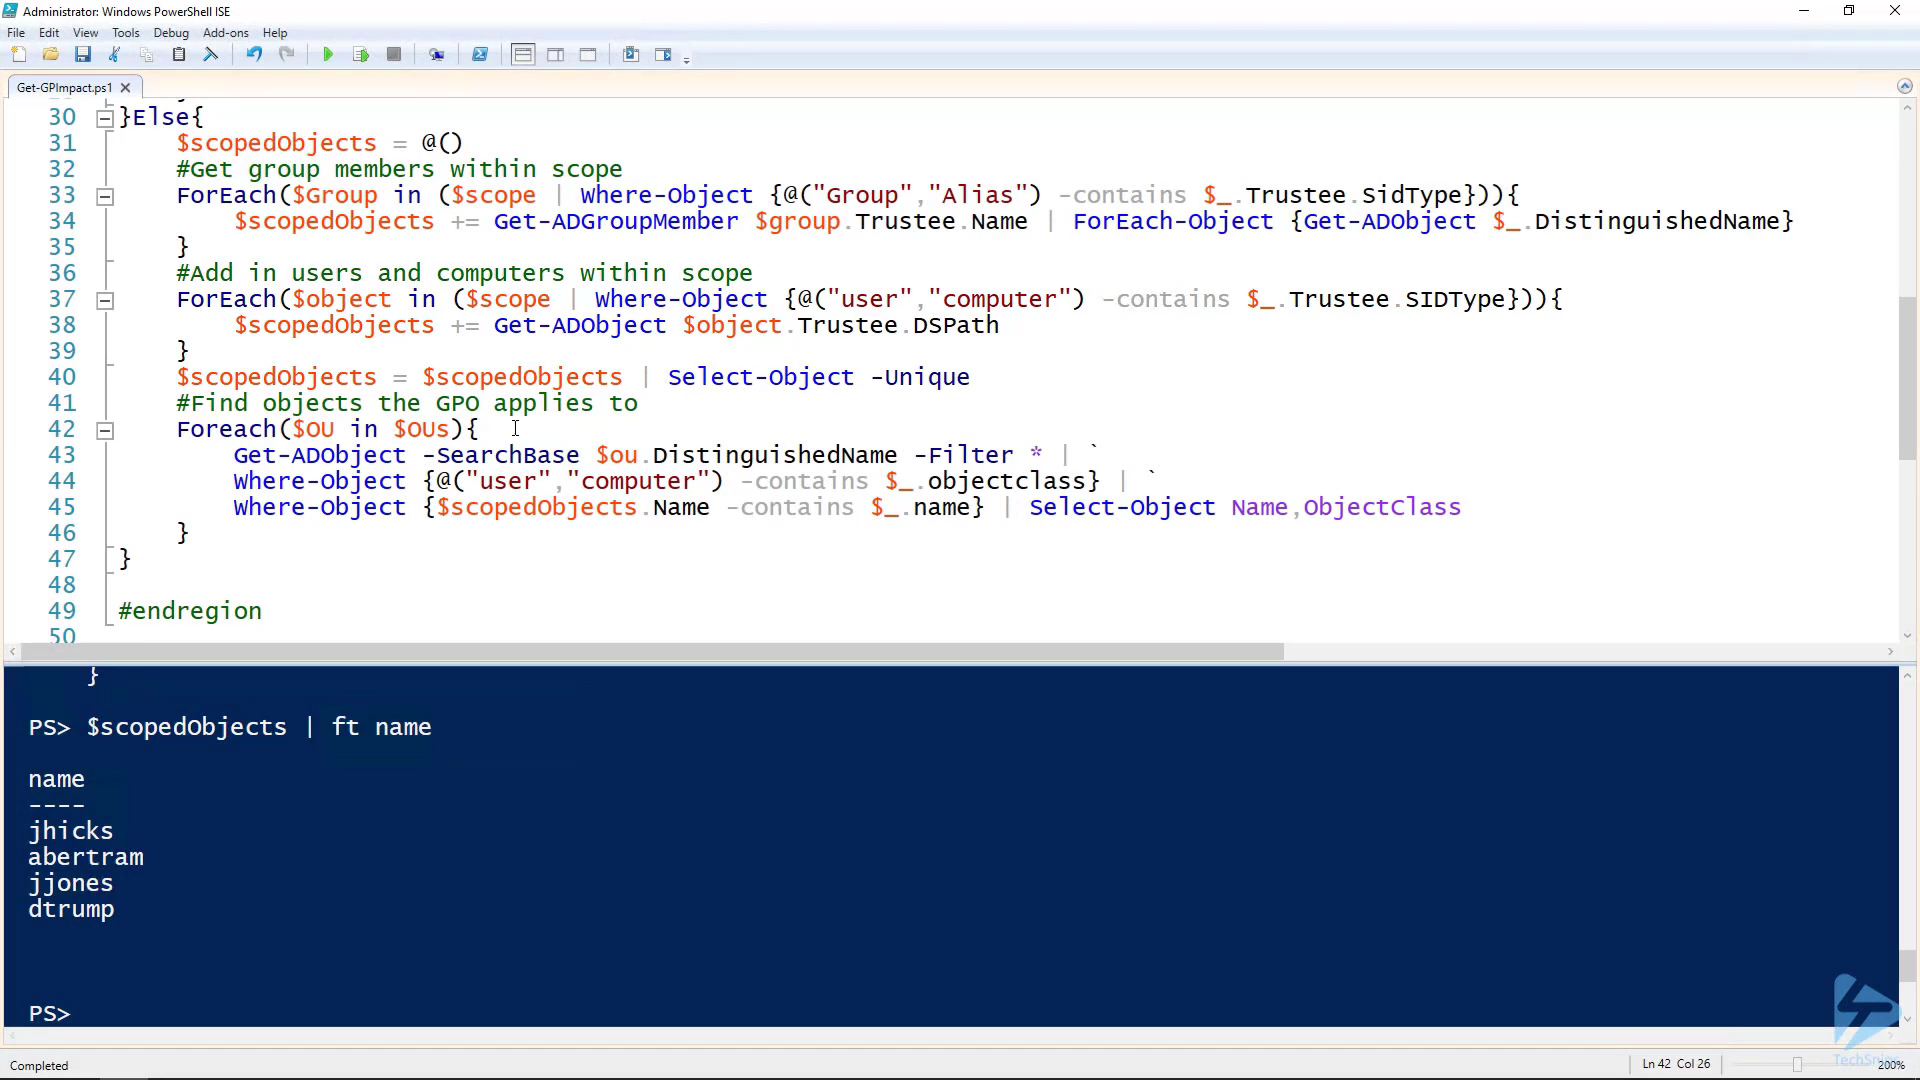 Administrator: Windows PowerShell ISE
File Edit View Tools Debug Add-ons Help
Get-GPImpact.ps1
30 }Else{
31 $scopedObjects = @()
32 #Get group members within scope
33 ForEach($Group in ($scope | Where-Object {@("Group","Alias") -contains $_.Trustee.SidType})){
34 $scopedObjects += Get-ADGroupMember $group.Trustee.Name | ForEach-Object {Get-ADObject $_.DistinguishedName}
35 }
36 #Add in users and computers within scope
37 ForEach($object in ($scope | Where-Object {@("user","computer") -contains $_.Trustee.SIDType})){
38 $scopedObjects += Get-ADObject $object.Trustee.DSPath
39 }
40 $scopedObjects = $scopedObjects | Select-Object -Unique
41 #Find objects the GPO applies to
42 Foreach($OU in $OUs){
43 Get-ADObject -SearchBase $ou.DistinguishedName -Filter * | `
44 Where-Object {@("user","computer") -contains $_.objectclass} | `
45 Where-Object {$scopedObjects.Name -contains $_.name} | Select-Object Name,ObjectClass
46 }
47 }
48
49 #endregion
50
}
PS> $scopedObjects | ft name
name
----
jhicks
abertram
jjones
dtrump
PS>
Completed
Ln 42 Col 26
200%